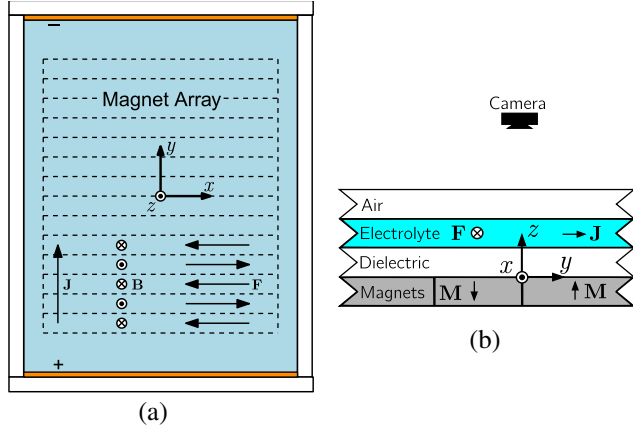 −
Magnet Array
y
x
z
J
B
F
+
(a)
Camera
Air
Electrolyte F z J
Dielectric x y
Magnets M M
(b)